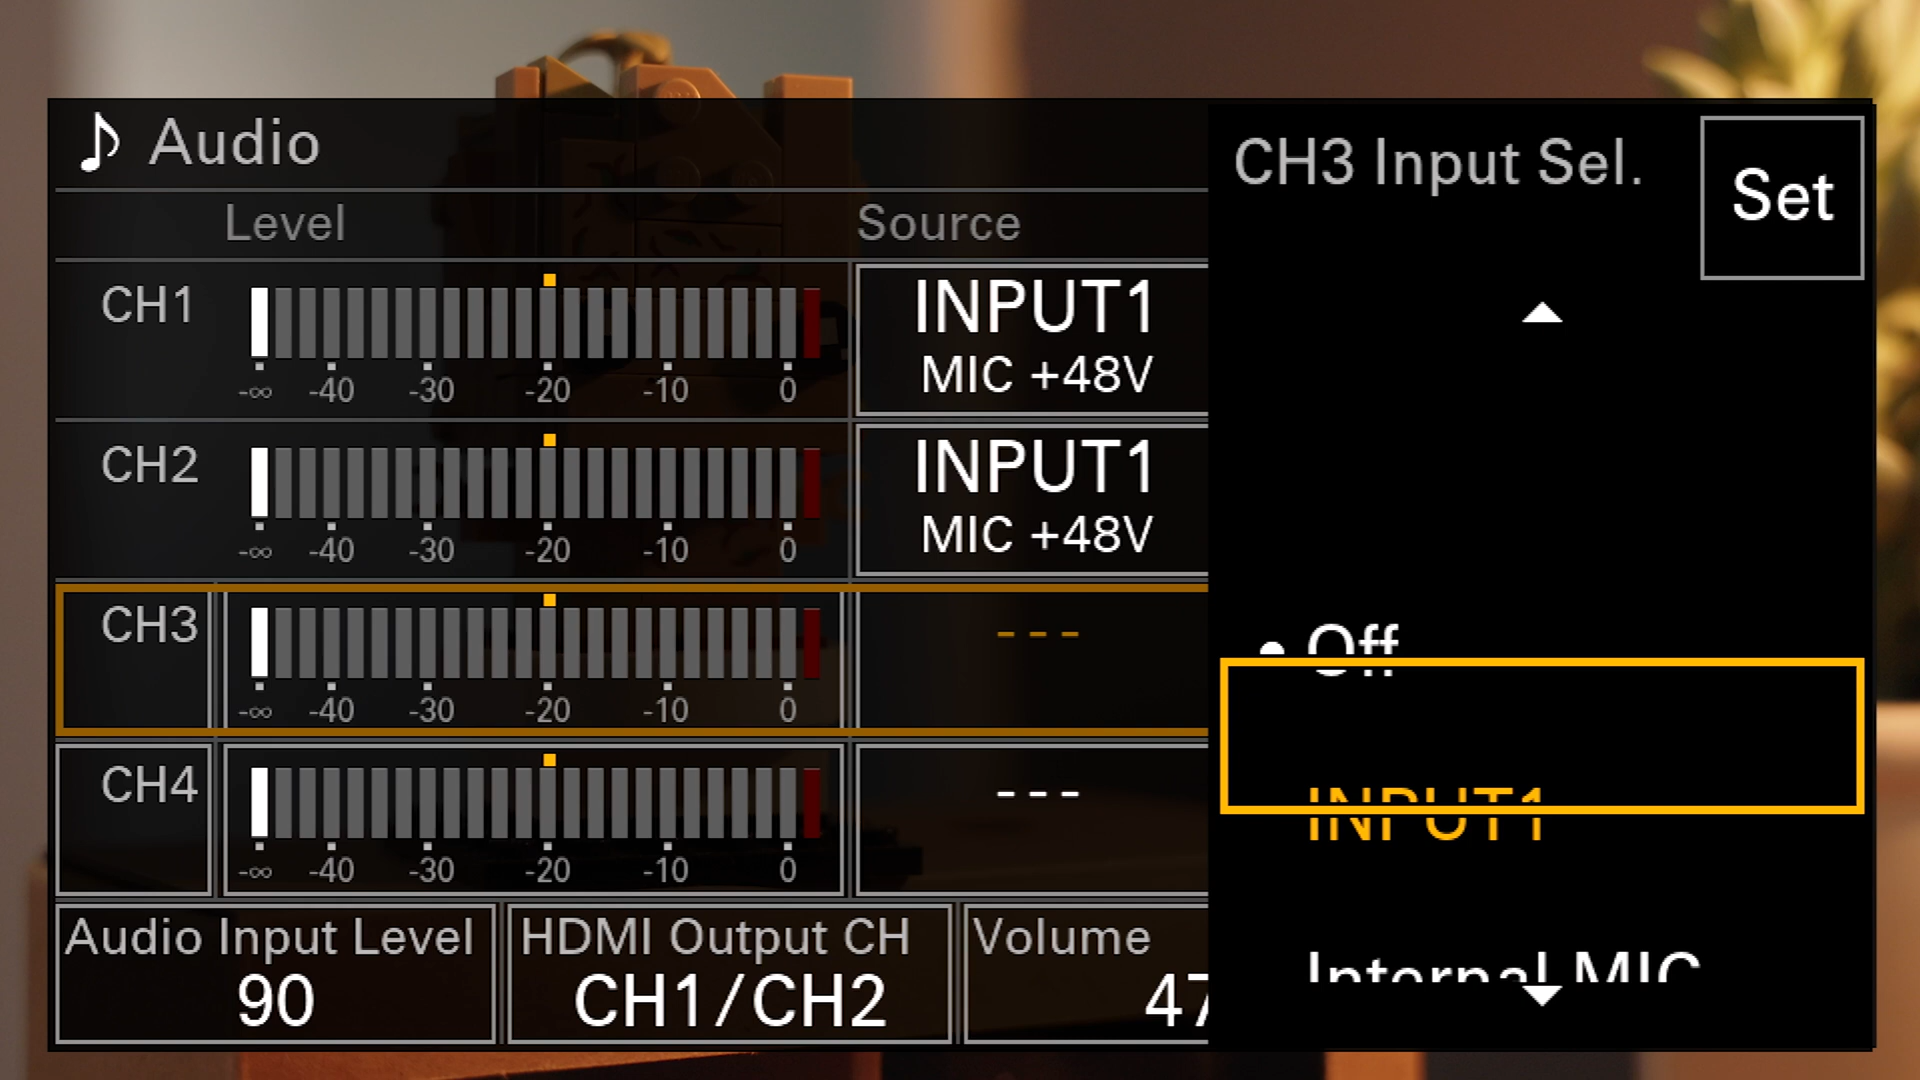 Audio
CH3 Input Sel.
Set
Level
Source
CH1
-∞ -40 -30 -20 -10 0
INPUT1
MIC +48V
CH2
-∞ -40 -30 -20 -10 0
INPUT1
MIC +48V
CH3
-∞ -40 -30 -20 -10 0
---
CH4
-∞ -40 -30 -20 -10 0
---
Off
INPUT1
Internal MIC
Audio Input Level
90
HDMI Output CH
CH1/CH2
Volume
47